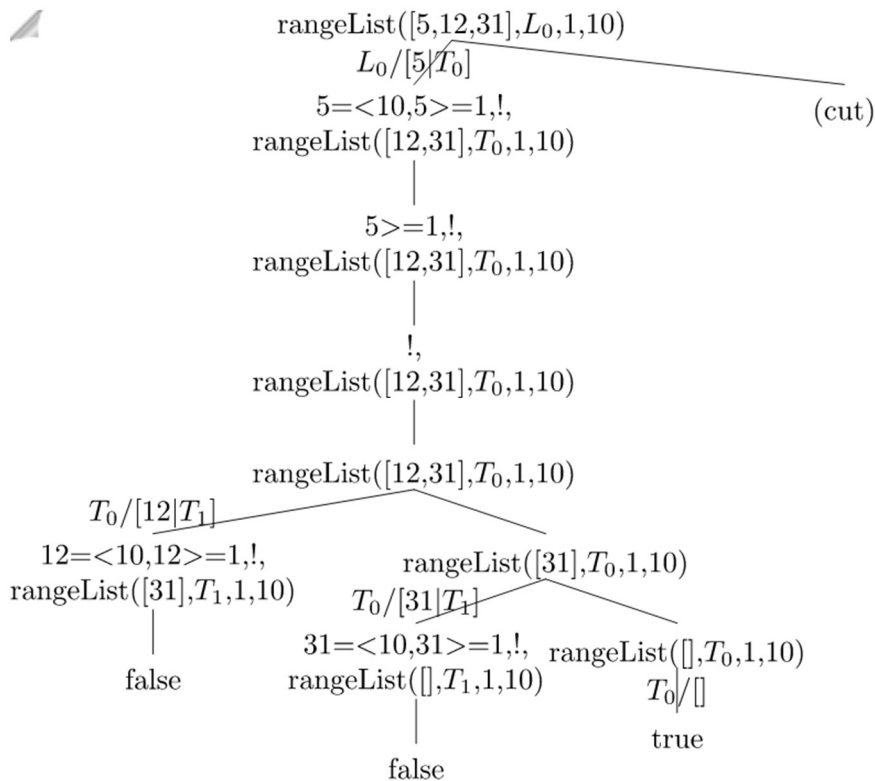 rangeList([5,12,31],L₀,1,10)
L₀/[5|T₀]
5=<10,5>=1,!,
rangeList([12,31],T₀,1,10)
(cut)
5>=1,!,
rangeList([12,31],T₀,1,10)
!,
rangeList([12,31],T₀,1,10)
rangeList([12,31],T₀,1,10)
T₀/[12|T₁]
12=<10,12>=1,!,
rangeList([31],T₁,1,10)
false
rangeList([31],T₀,1,10)
T₀/[31|T₁]
31=<10,31>=1,!,
rangeList([],T₁,1,10)
false
rangeList([],T₀,1,10)
T₀/[]
true